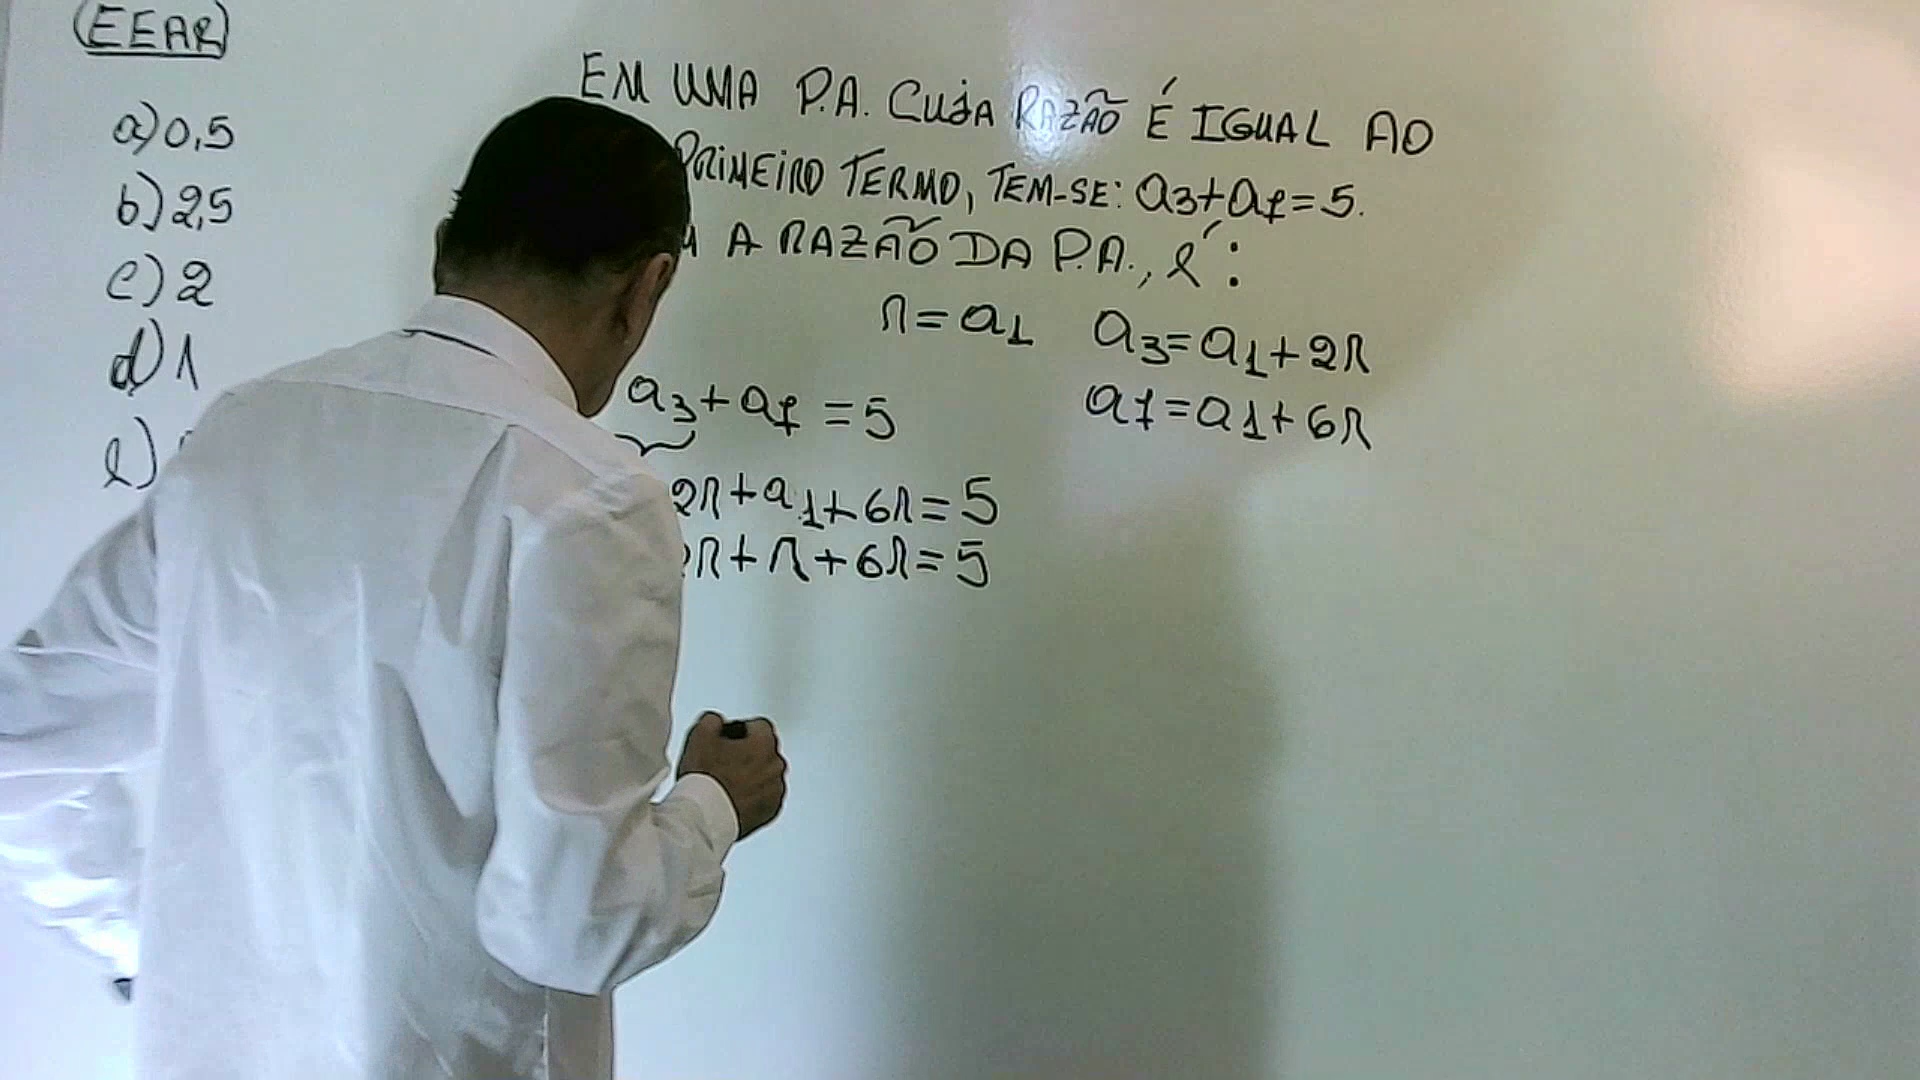 (EEAR)
a) 0,5
b) 2,5
c) 2
d) 1
e)
EM UMA P.A. CUJA RAZÃO É IGUAL AO
PRIMEIRO TERMO, TEM-SE: a3+a7=5.
A RAZÃO DA P.A., é:
r=a1 a3=a1+2r
a7=a1+6r
a3+a7=5
2r+a1+6r=5
2r+r+6r=5